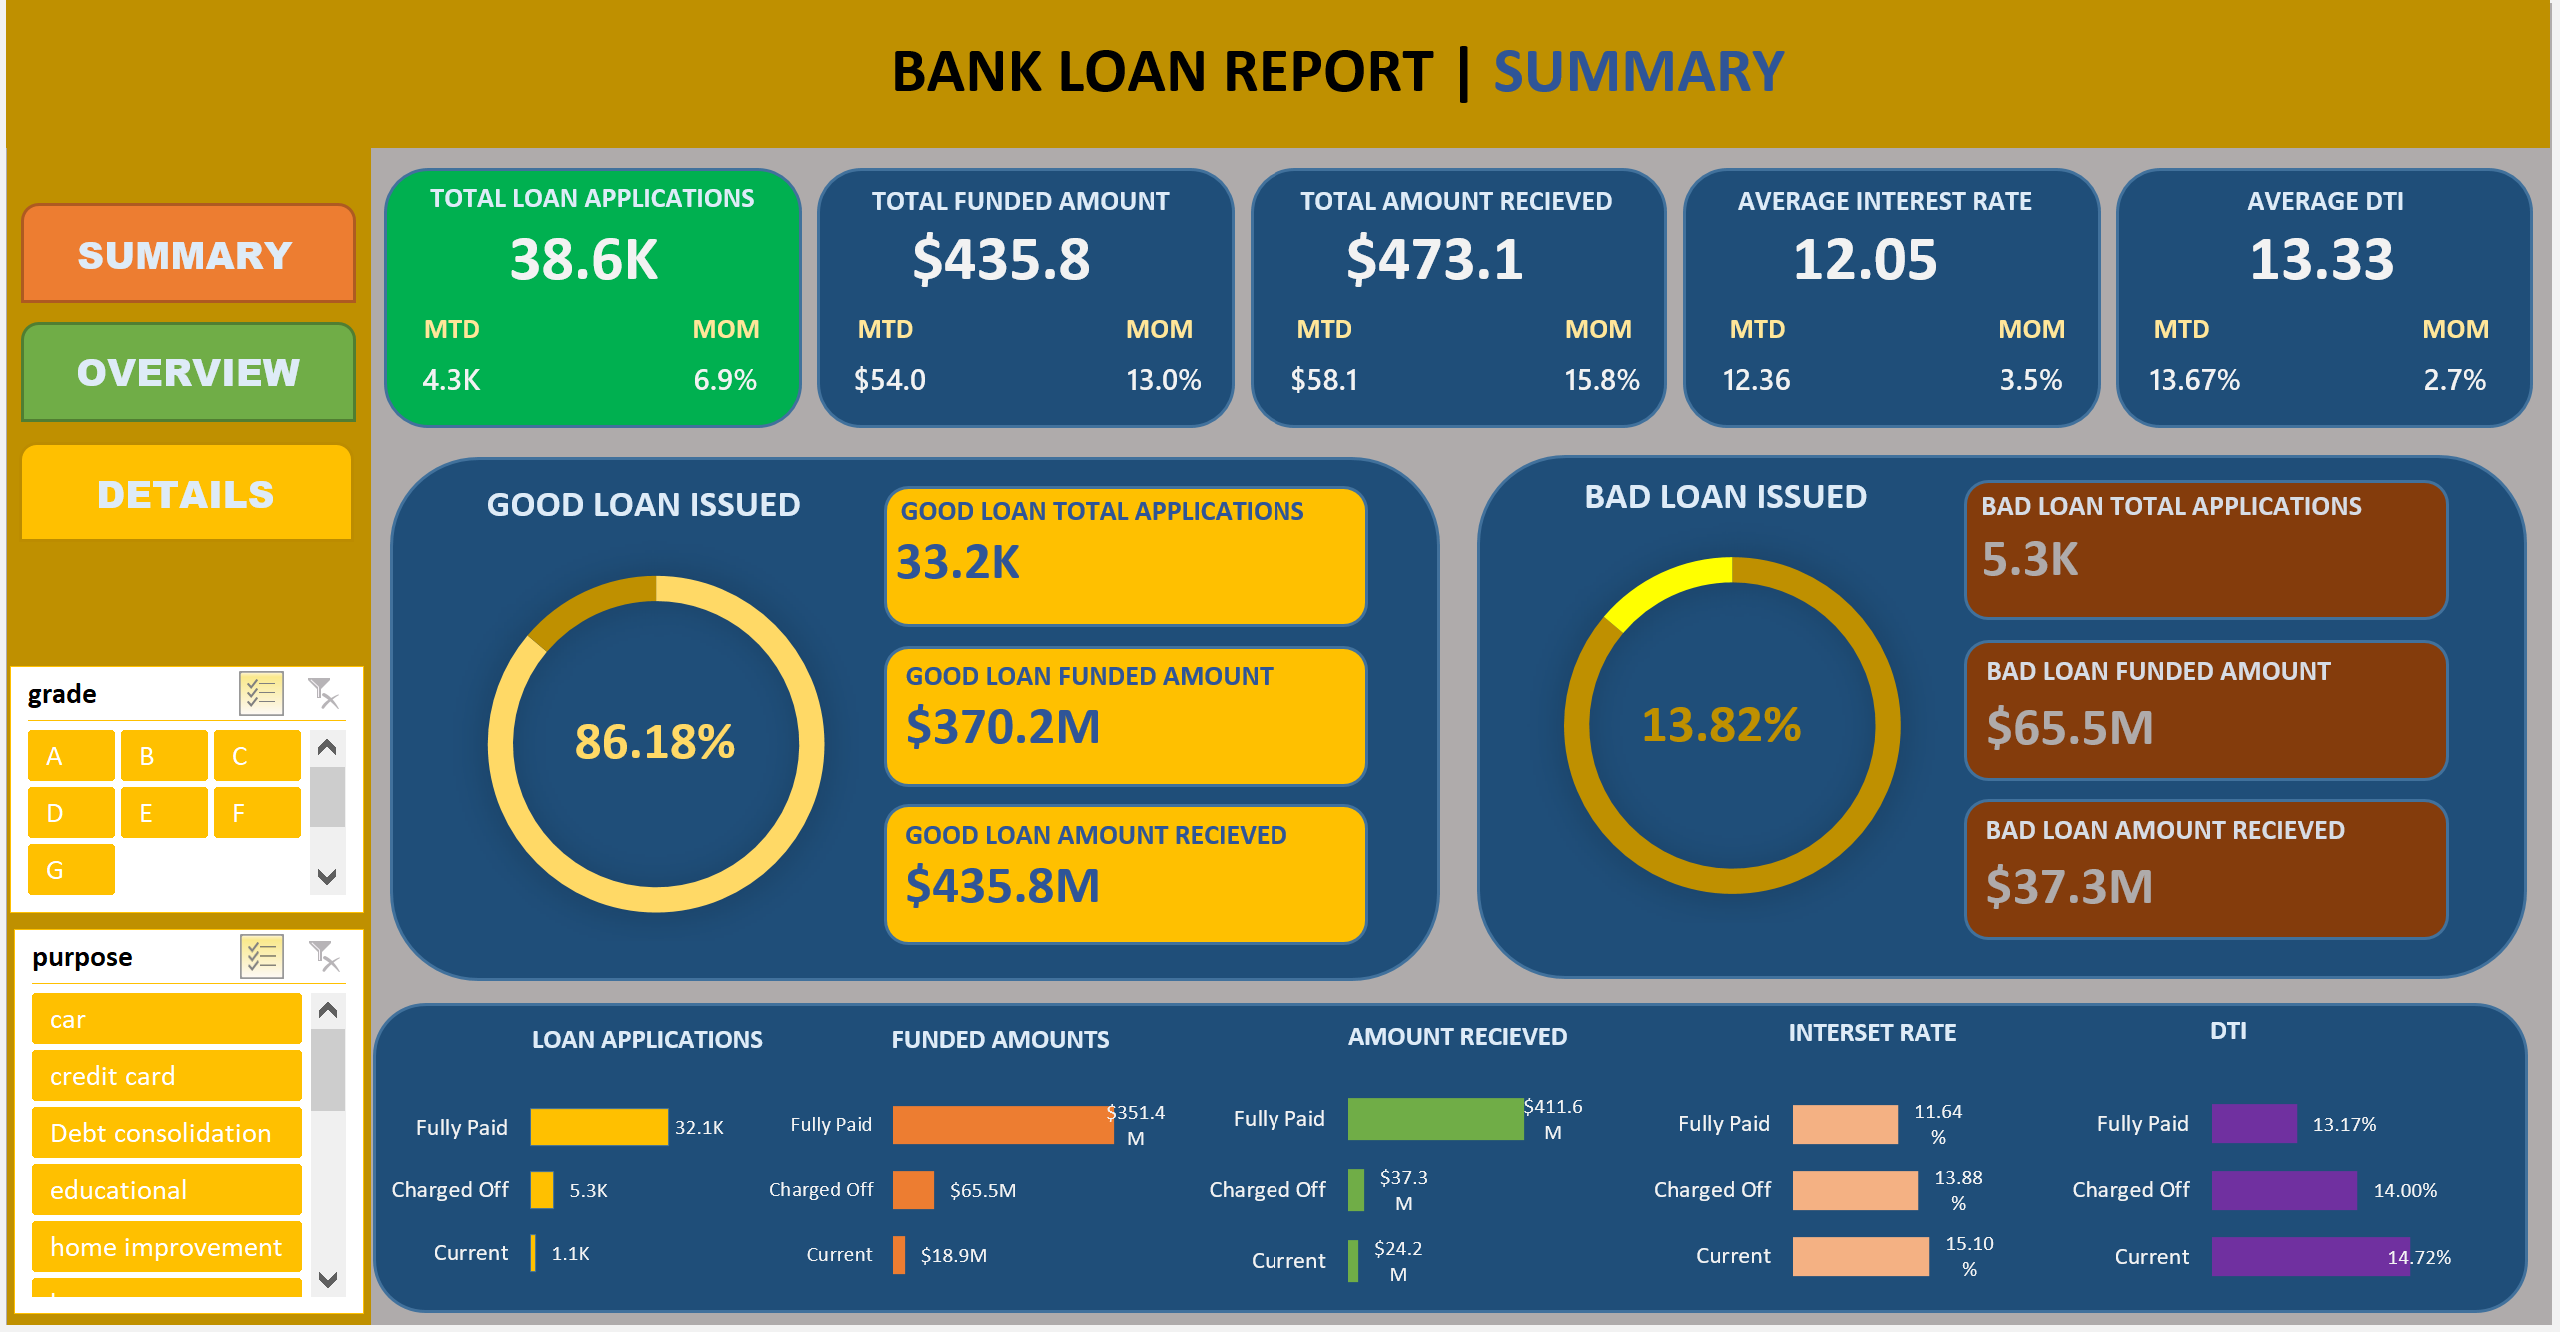 BANK LOAN REPORT | SUMMARY
SUMMARY
OVERVIEW
DETAILS
grade
A B C
D E F
G
purpose
car
credit card
Debt consolidation
educational
home improvement
TOTAL LOAN APPLICATIONS
38.6K
MTD MOM
4.3K 6.9%
TOTAL FUNDED AMOUNT
$435.8
MTD MOM
$54.0 13.0%
TOTAL AMOUNT RECIEVED
$473.1
MTD MOM
$58.1 15.8%
AVERAGE INTEREST RATE
12.05
MTD MOM
12.36 3.5%
AVERAGE DTI
13.33
MTD MOM
13.67% 2.7%
GOOD LOAN ISSUED
86.18%
GOOD LOAN TOTAL APPLICATIONS
33.2K
GOOD LOAN FUNDED AMOUNT
$370.2M
GOOD LOAN AMOUNT RECIEVED
$435.8M
BAD LOAN ISSUED
13.82%
BAD LOAN TOTAL APPLICATIONS
5.3K
BAD LOAN FUNDED AMOUNT
$65.5M
BAD LOAN AMOUNT RECIEVED
$37.3M
LOAN APPLICATIONS
Fully Paid 32.1K
Charged Off 5.3K
Current 1.1K
FUNDED AMOUNTS
Fully Paid $351.4
M
Charged Off $65.5M
Current $18.9M
AMOUNT RECIEVED
Fully Paid $411.6
M
Charged Off $37.3
M
Current $24.2
M
INTERSET RATE
Fully Paid 11.64
%
Charged Off 13.88
%
Current 15.10
%
DTI
Fully Paid 13.17%
Charged Off 14.00%
Current 14.72%